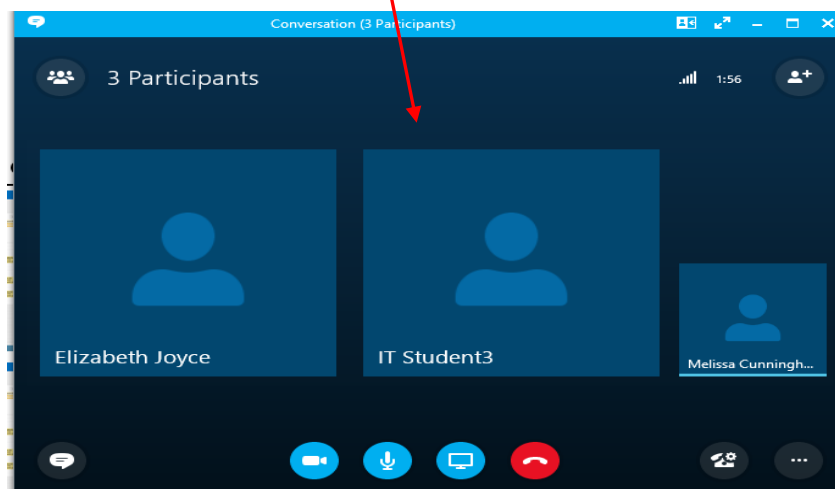 Conversation (3 Participants)
3 Participants
1:56
Elizabeth Joyce
IT Student3
Melissa Cunningh...